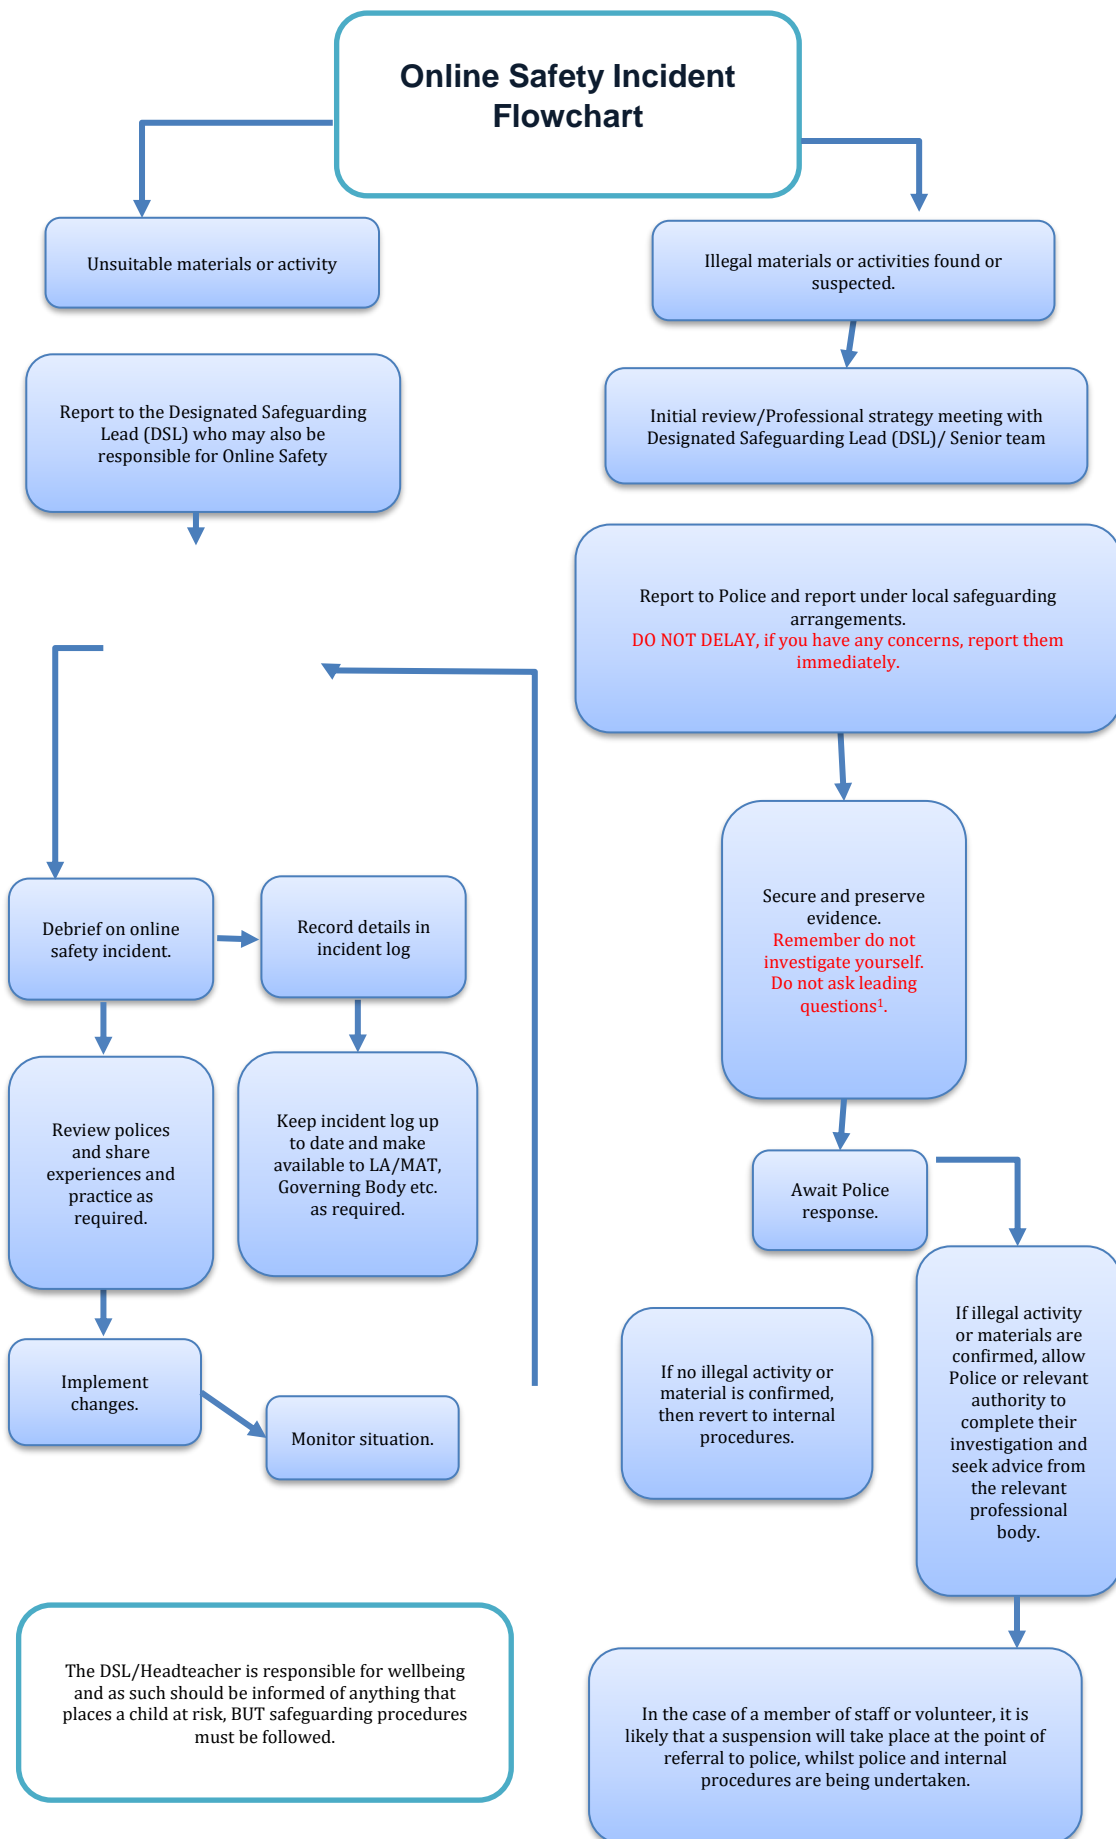 Online Safety Incident
Flowchart
Unsuitable materials or activity
Report to the Designated Safeguarding
Lead (DSL) who may also be
responsible for Online Safety
Debrief on online
safety incident.
Record details in
incident log
Review polices
and share
experiences and
practice as
required.
Keep incident log up
to date and make
available to LA/MAT,
Governing Body etc.
as required.
Implement
changes.
Monitor situation.
The DSL/Headteacher is responsible for wellbeing
and as such should be informed of anything that
places a child at risk, BUT safeguarding procedures
must be followed.
Illegal materials or activities found or
suspected.
Initial review/Professional strategy meeting with
Designated Safeguarding Lead (DSL)/ Senior team
Report to Police and report under local safeguarding
arrangements.
DO NOT DELAY, if you have any concerns, report them
immediately.
Secure and preserve
evidence.
Remember do not
investigate yourself.
Do not ask leading
questions¹.
Await Police
response.
If no illegal activity or
material is confirmed,
then revert to internal
procedures.
If illegal activity
or materials are
confirmed, allow
Police or relevant
authority to
complete their
investigation and
seek advice from
the relevant
professional
body.
In the case of a member of staff or volunteer, it is
likely that a suspension will take place at the point of
referral to police, whilst police and internal
procedures are being undertaken.